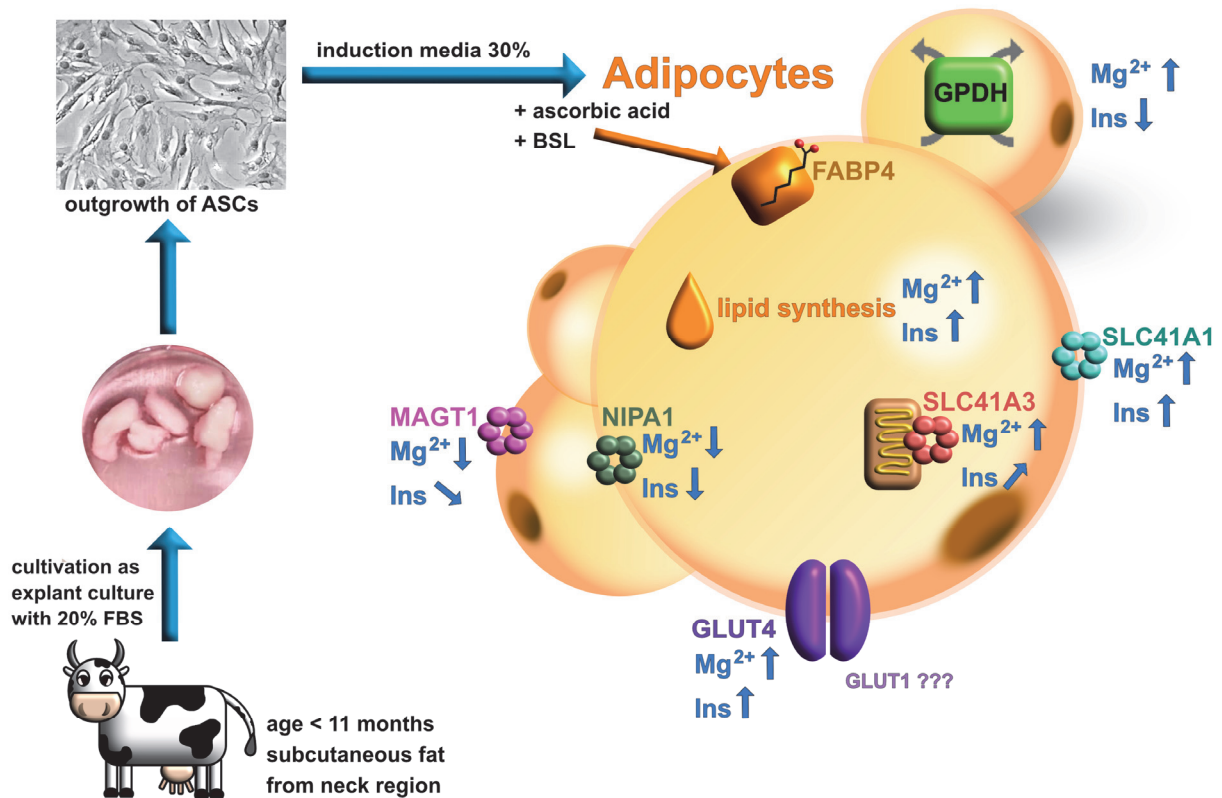 induction media 30%
Adipocytes
+ ascorbic acid
+ BSL
outgrowth of ASCs
cultivation as
explant culture
with 20% FBS
age < 11 months
subcutaneous fat
from neck region
GPDH
Mg²⁺ ↑
Ins ↓
FABP4
lipid synthesis
Mg²⁺ ↑
Ins ↑
SLC41A1
Mg²⁺ ↑
Ins ↑
SLC41A3
Mg²⁺ ↑
Ins ↗
MAGT1
Mg²⁺ ↓
Ins ↘
NIPA1
Mg²⁺ ↓
Ins ↓
GLUT4
Mg²⁺ ↑
Ins ↑
GLUT1 ???